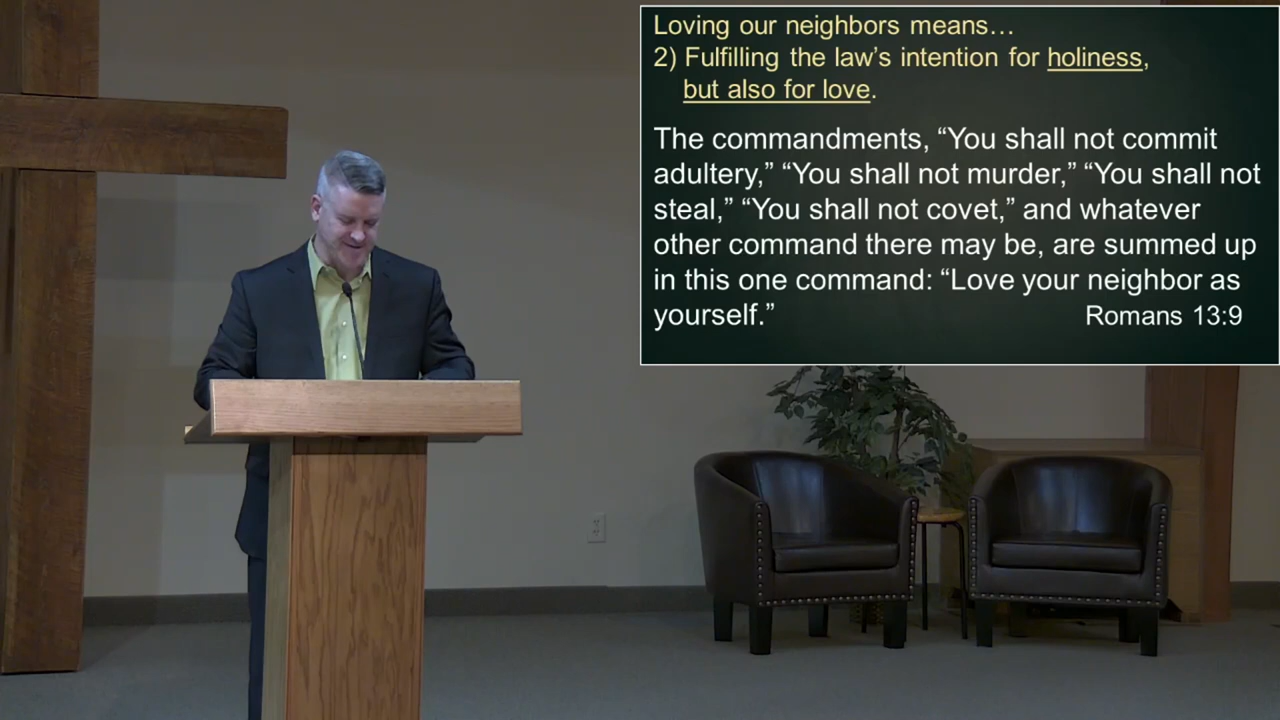 Loving our neighbors means…
2) Fulfilling the law’s intention for holiness,
but also for love.
The commandments, “You shall not commit
adultery,” “You shall not murder,” “You shall not
steal,” “You shall not covet,” and whatever
other command there may be, are summed up
in this one command: “Love your neighbor as
yourself.” Romans 13:9